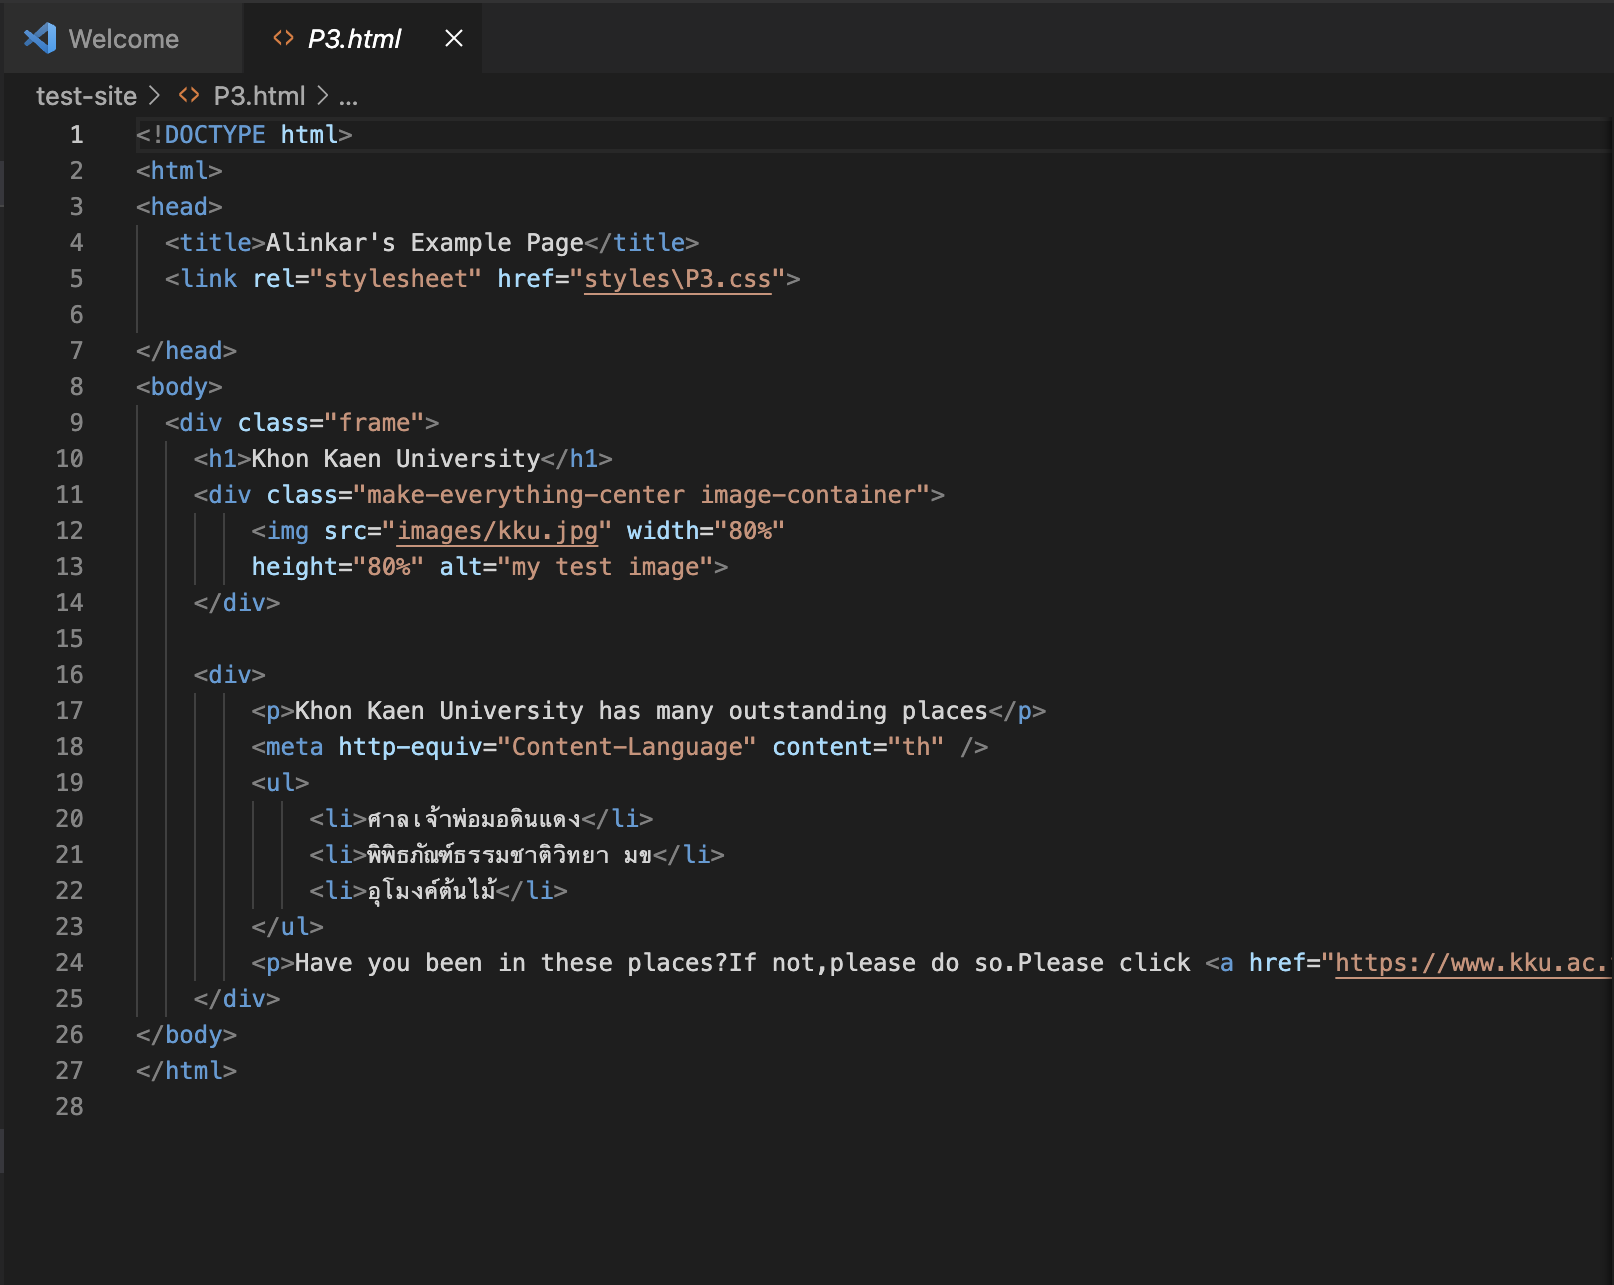 Welcome
P3.html
test-site > P3.html > ...
1 <!DOCTYPE html>
2 <html>
3 <head>
4 <title>Alinkar's Example Page</title>
5 <link rel="stylesheet" href="styles\P3.css">
6
7 </head>
8 <body>
9 <div class="frame">
10 <h1>Khon Kaen University</h1>
11 <div class="make-everything-center image-container">
12 <img src="images/kku.jpg" width="80%"
13 height="80%" alt="my test image">
14 </div>
15
16 <div>
17 <p>Khon Kaen University has many outstanding places</p>
18 <meta http-equiv="Content-Language" content="th" />
19 <ul>
20 <li>ศาลเจ้าพ่อมอดินแดง</li>
21 <li>พิพิธภัณฑ์ธรรมชาติวิทยา มข</li>
22 <li>อุโมงค์ต้นไม้</li>
23 </ul>
24 <p>Have you been in these places?If not,please do so.Please click <a href="https://www.kku.ac.
25 </div>
26 </body>
27 </html>
28